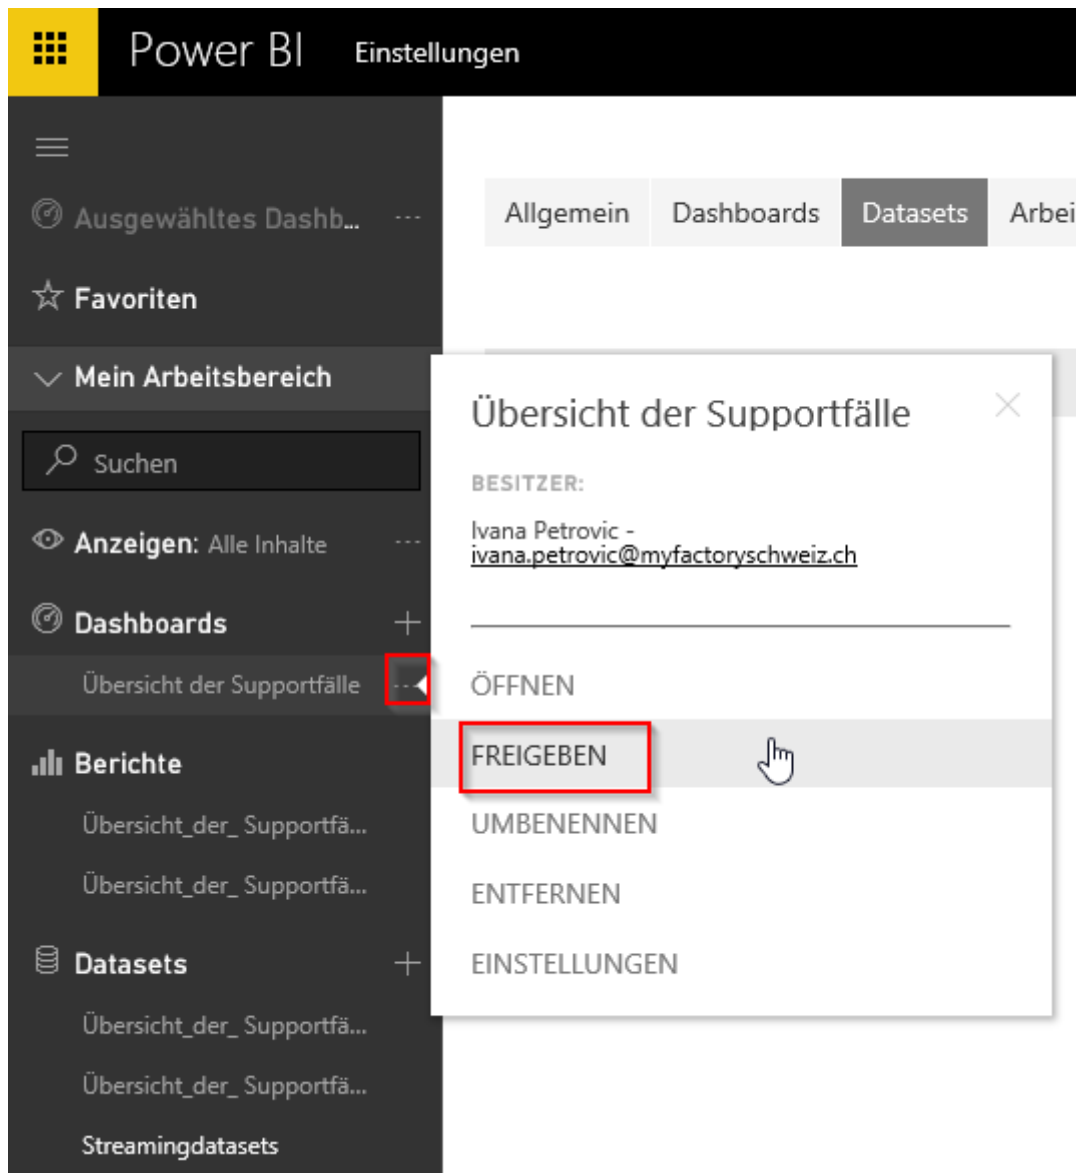 Power BI
Einstellungen
Ausgewähltes Dashb...
Favoriten
Mein Arbeitsbereich
Suchen
Anzeigen: Alle Inhalte
Dashboards
Übersicht der Supportfälle
Berichte
Übersicht_der_ Supportfä...
Übersicht_der_ Supportfä...
Datasets
Übersicht_der_ Supportfä...
Übersicht_der_ Supportfä...
Streamingdatasets
Allgemein
Dashboards
Datasets
Arbei
Übersicht der Supportfälle
BESITZER:
Ivana Petrovic -
ivana.petrovic@myfactoryschweiz.ch
ÖFFNEN
FREIGEBEN
UMBENENNEN
ENTFERNEN
EINSTELLUNGEN